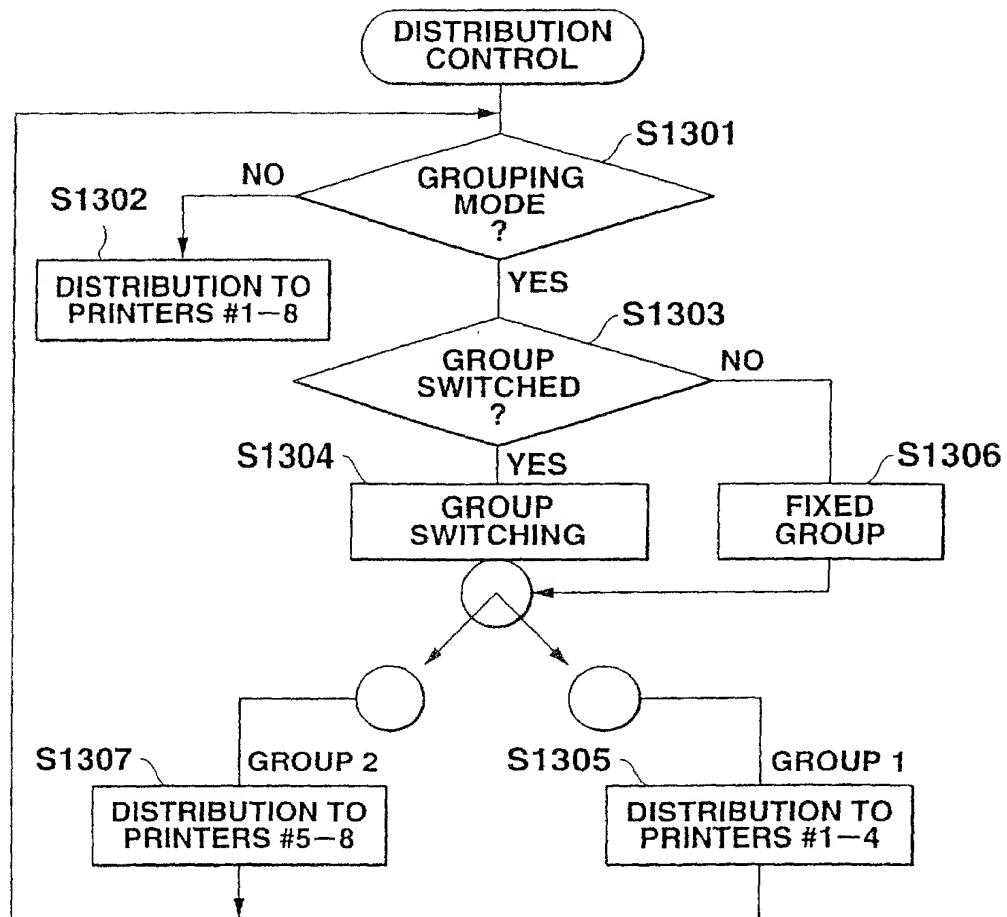 DISTRIBUTION
CONTROL
S1301
GROUPING
MODE
?
NO
S1302
DISTRIBUTION TO
PRINTERS #1–8
YES
S1303
GROUP
SWITCHED
?
NO
S1304
YES
S1306
GROUP
SWITCHING
FIXED
GROUP
S1307
GROUP 2
S1305
GROUP 1
DISTRIBUTION TO
PRINTERS #5–8
DISTRIBUTION TO
PRINTERS #1–4